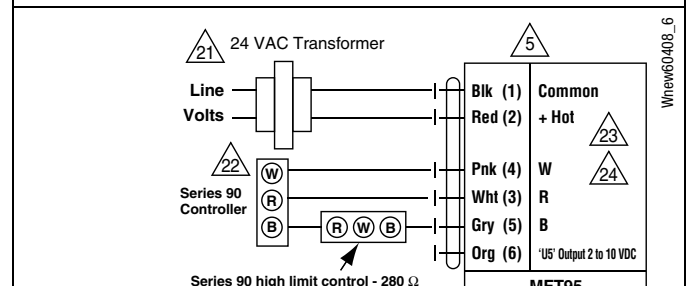 21 24 VAC Transformer
5
Wnew60408_6
Line
Volts
Blk (1) Common
Red (2) + Hot
23
22
W
R
B
Series 90
Controller
R W B
Pnk (4) W
24
Wht (3) R
Gry (5) B
Org (6) 'U5' Output 2 to 10 VDC
Series 90 high limit control - 280 Ω
MFT95